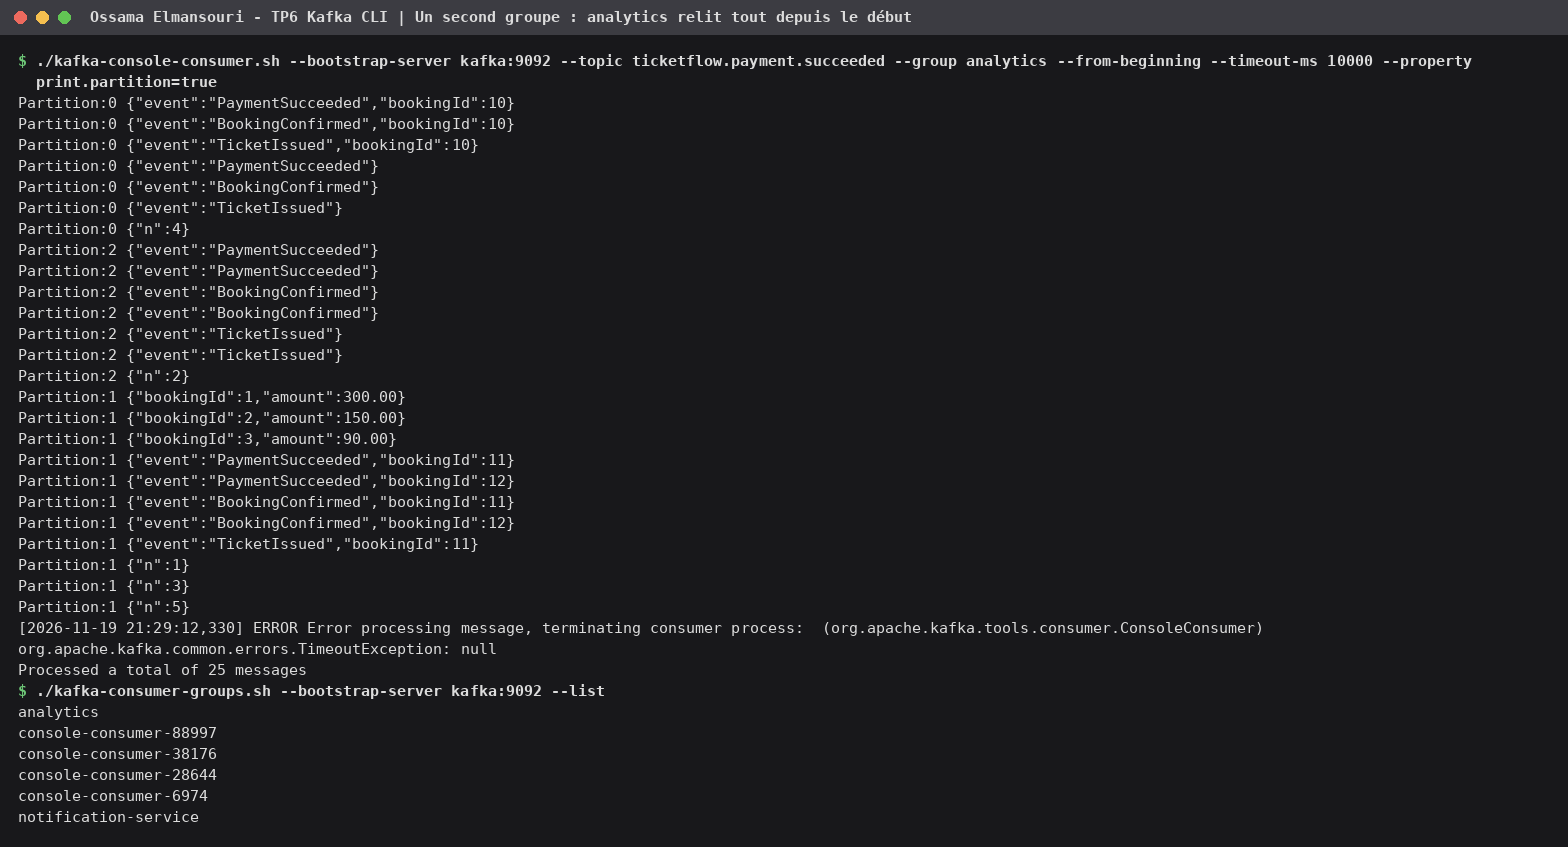 Ossama Elmansouri - TP6 Kafka CLI | Un second groupe : analytics relit tout depuis le début
$ ./kafka-console-consumer.sh --bootstrap-server kafka:9092 --topic ticketflow.payment.succeeded --group analytics --from-beginning --timeout-ms 10000 --property
print.partition=true
Partition:0 {"event":"PaymentSucceeded","bookingId":10}
Partition:0 {"event":"BookingConfirmed","bookingId":10}
Partition:0 {"event":"TicketIssued","bookingId":10}
Partition:0 {"event":"PaymentSucceeded"}
Partition:0 {"event":"BookingConfirmed"}
Partition:0 {"event":"TicketIssued"}
Partition:0 {"n":4}
Partition:2 {"event":"PaymentSucceeded"}
Partition:2 {"event":"PaymentSucceeded"}
Partition:2 {"event":"BookingConfirmed"}
Partition:2 {"event":"BookingConfirmed"}
Partition:2 {"event":"TicketIssued"}
Partition:2 {"event":"TicketIssued"}
Partition:2 {"n":2}
Partition:1 {"bookingId":1,"amount":300.00}
Partition:1 {"bookingId":2,"amount":150.00}
Partition:1 {"bookingId":3,"amount":90.00}
Partition:1 {"event":"PaymentSucceeded","bookingId":11}
Partition:1 {"event":"PaymentSucceeded","bookingId":12}
Partition:1 {"event":"BookingConfirmed","bookingId":11}
Partition:1 {"event":"BookingConfirmed","bookingId":12}
Partition:1 {"event":"TicketIssued","bookingId":11}
Partition:1 {"n":1}
Partition:1 {"n":3}
Partition:1 {"n":5}
[2026-11-19 21:29:12,330] ERROR Error processing message, terminating consumer process:  (org.apache.kafka.tools.consumer.ConsoleConsumer)
org.apache.kafka.common.errors.TimeoutException: null
Processed a total of 25 messages
$ ./kafka-consumer-groups.sh --bootstrap-server kafka:9092 --list
analytics
console-consumer-88997
console-consumer-38176
console-consumer-28644
console-consumer-6974
notification-service